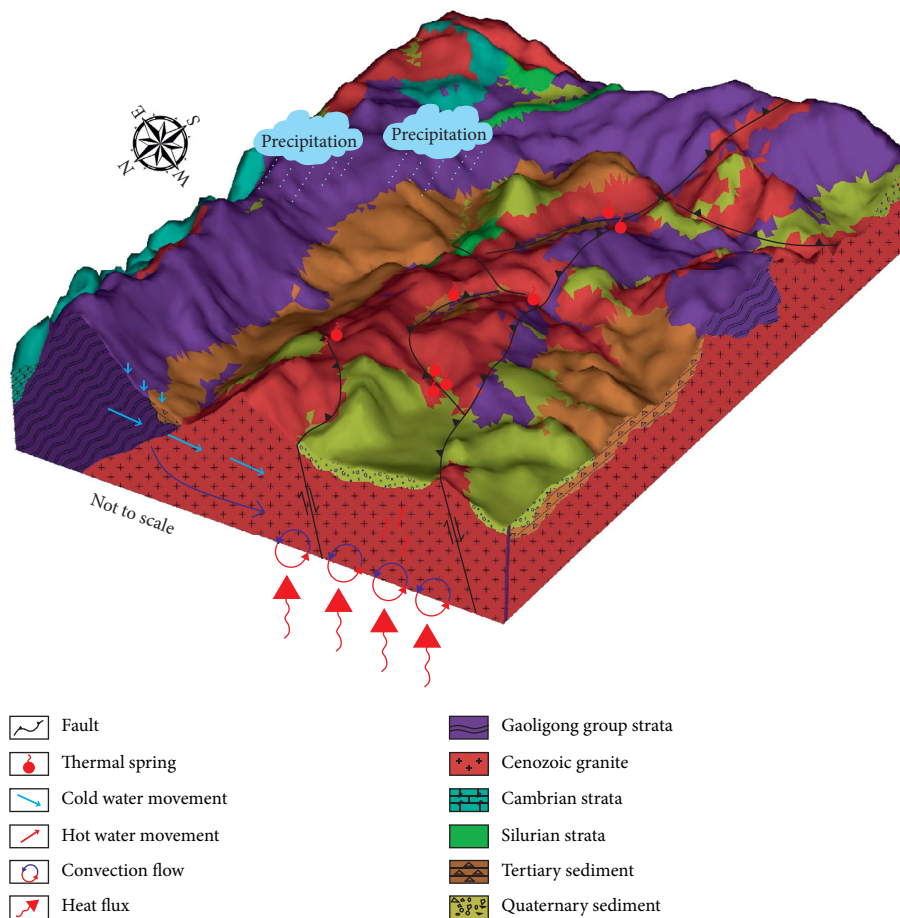 Precipitation
Precipitation
E
S
N
W
Not to scale
Fault
Thermal spring
Cold water movement
Hot water movement
Convection flow
Heat flux
Gaoligong group strata
Cenozoic granite
Cambrian strata
Silurian strata
Tertiary sediment
Quaternary sediment